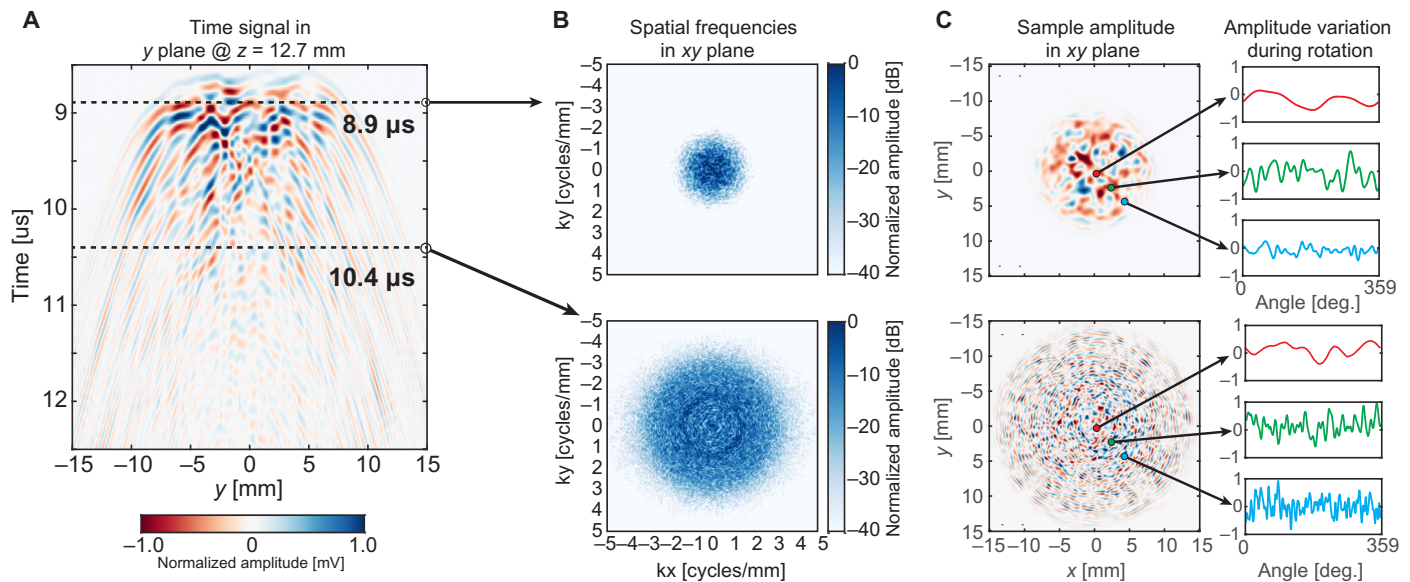 A
Time signal in
y plane @ z = 12.7 mm
9
10
11
12
Time [us]
8.9 µs
10.4 µs
−15 −10 −5 0 5 10 15
y [mm]
−1.0 0 1.0
Normalized amplitude [mV]
B
Spatial frequencies
in xy plane
−5
−4
−3
−2
−1
0
1
2
3
4
5
ky [cycles/mm]
0
−10
−20
−30
−40
Normalized amplitude [dB]
−5
−4
−3
−2
−1
0
1
2
3
4
5
ky [cycles/mm]
−5 −4 −3 −2 −1 0 1 2 3 4 5
kx [cycles/mm]
0
−10
−20
−30
−40
Normalized amplitude [dB]
C
Sample amplitude
in xy plane
Amplitude variation
during rotation
−15
−10
−5
0
5
10
15
y [mm]
1
0
−1
1
0
−1
1
0
−1
0 359
Angle [deg.]
−15
−10
−5
0
5
10
15
y [mm]
−15 −10 −5 0 5 10 15
x [mm]
1
0
−1
1
0
−1
1
0
−1
0 359
Angle [deg.]